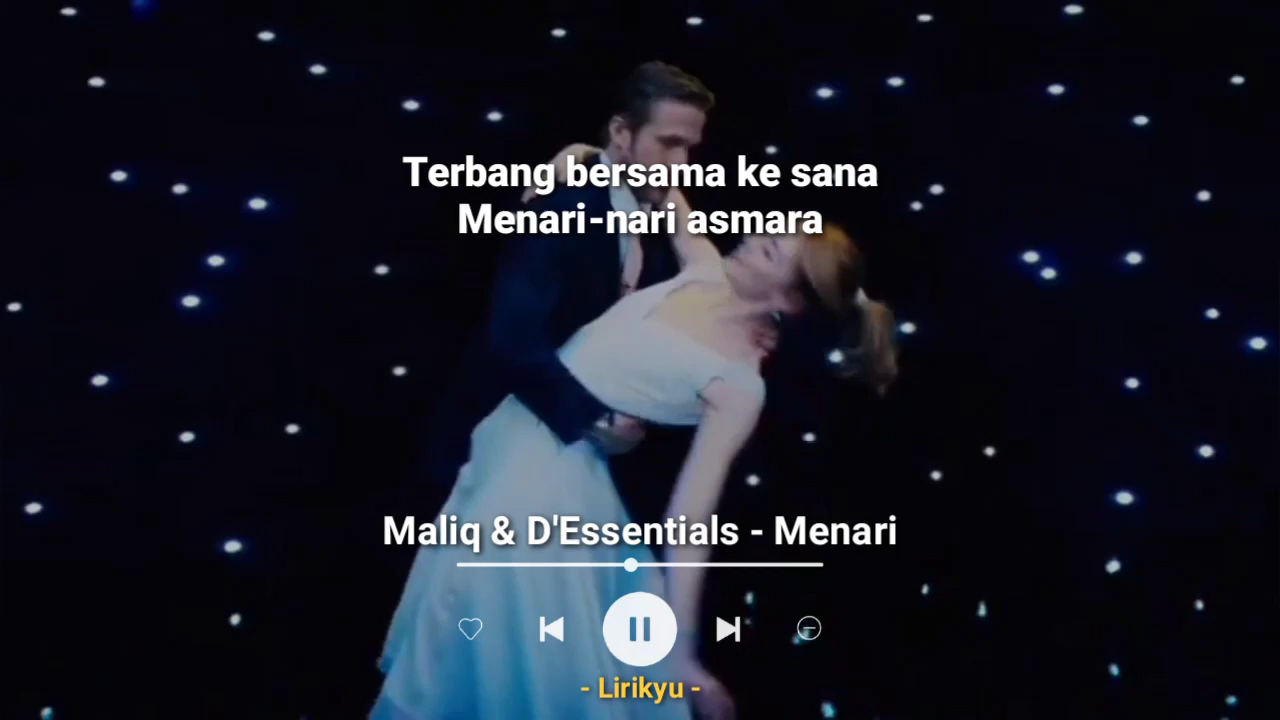 Terbang bersama ke sana
Menari-nari asmara
Maliq & D'Essentials - Menari
- Lirikyu -